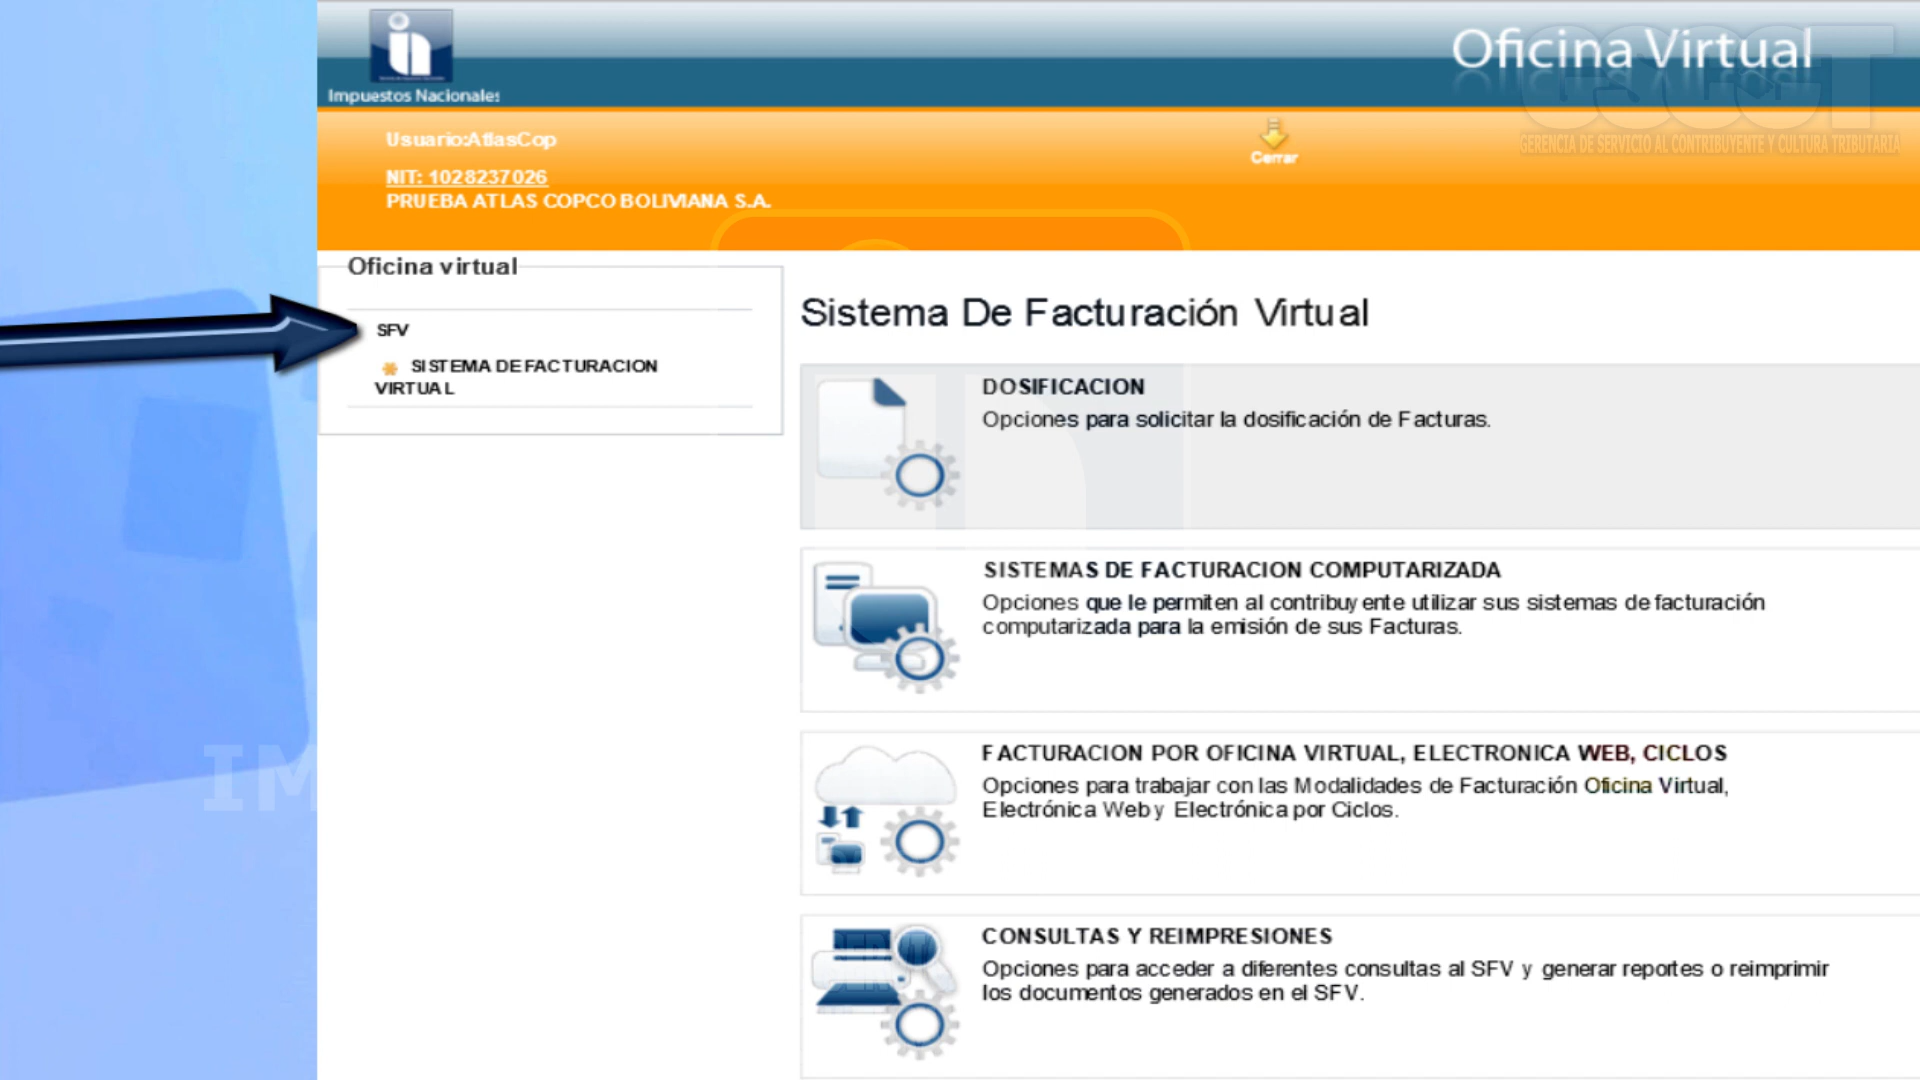 Oficina Virtual
Impuestos Nacionales
GERENCIA DE SERVICIO AL CONTRIBUYENTE Y CULTURA TRIBUTARIA
Usuario:AtlasCop
Cerrar
NIT: 1028237026
PRUEBA ATLAS COPCO BOLIVIANA S.A.
Oficina virtual
SFV
SISTEMA DE FACTURACION
VIRTUAL
Sistema De Facturación Virtual
DOSIFICACION
Opciones para solicitar la dosificación de Facturas.
SISTEMAS DE FACTURACION COMPUTARIZADA
Opciones que le permiten al contribuyente utilizar sus sistemas de facturación
computarizada para la emisión de sus Facturas.
FACTURACION POR OFICINA VIRTUAL, ELECTRONICA WEB, CICLOS
Opciones para trabajar con las Modalidades de Facturación Oficina Virtual,
Electrónica Web y Electrónica por Ciclos.
IM
CONSULTAS Y REIMPRESIONES
Opciones para acceder a diferentes consultas al SFV y generar reportes o reimprimir
los documentos generados en el SFV.